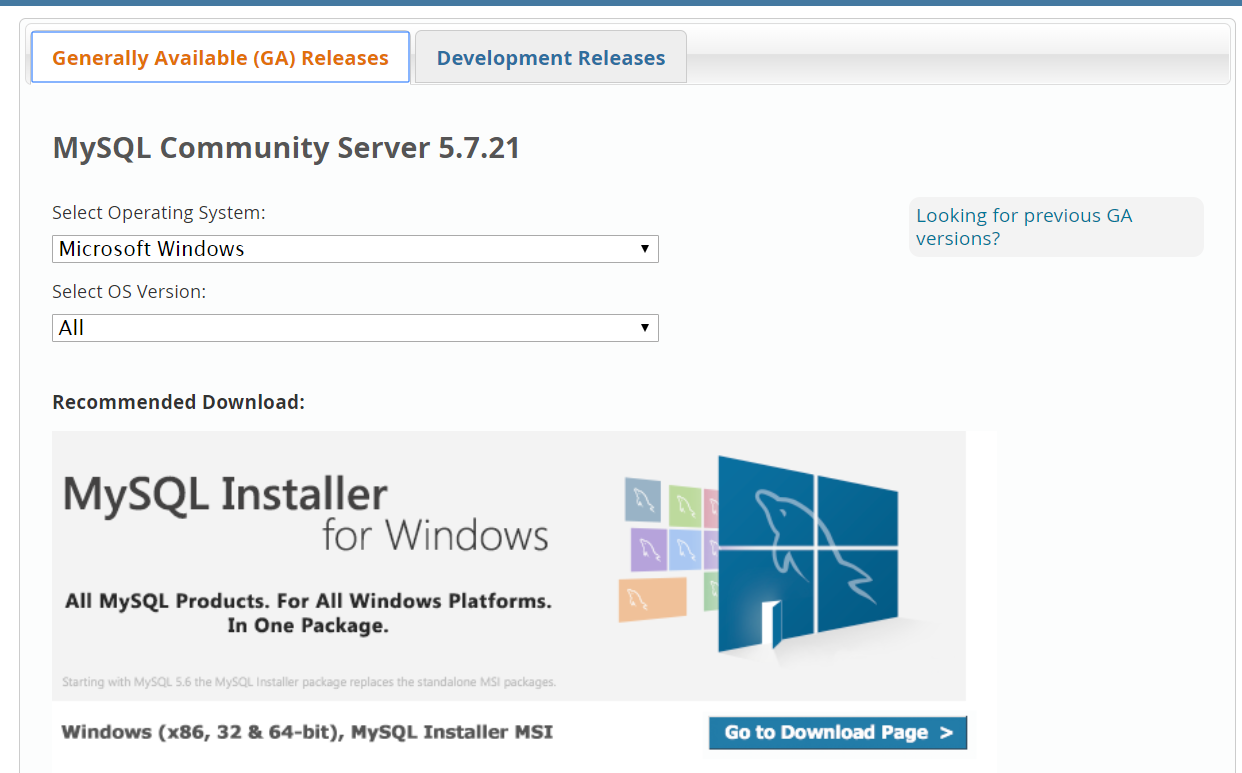 Generally Available (GA) Releases
Development Releases
MySQL Community Server 5.7.21
Select Operating System:
Looking for previous GA
versions?
Microsoft Windows
Select OS Version:
All
Recommended Download:
MySQL Installer
for Windows
All MySQL Products. For All Windows Platforms.
In One Package.
Starting with MySQL 5.6 the MySQL Installer package replaces the standalone MSI packages.
Windows (x86, 32 & 64-bit), MySQL Installer MSI
Go to Download Page >